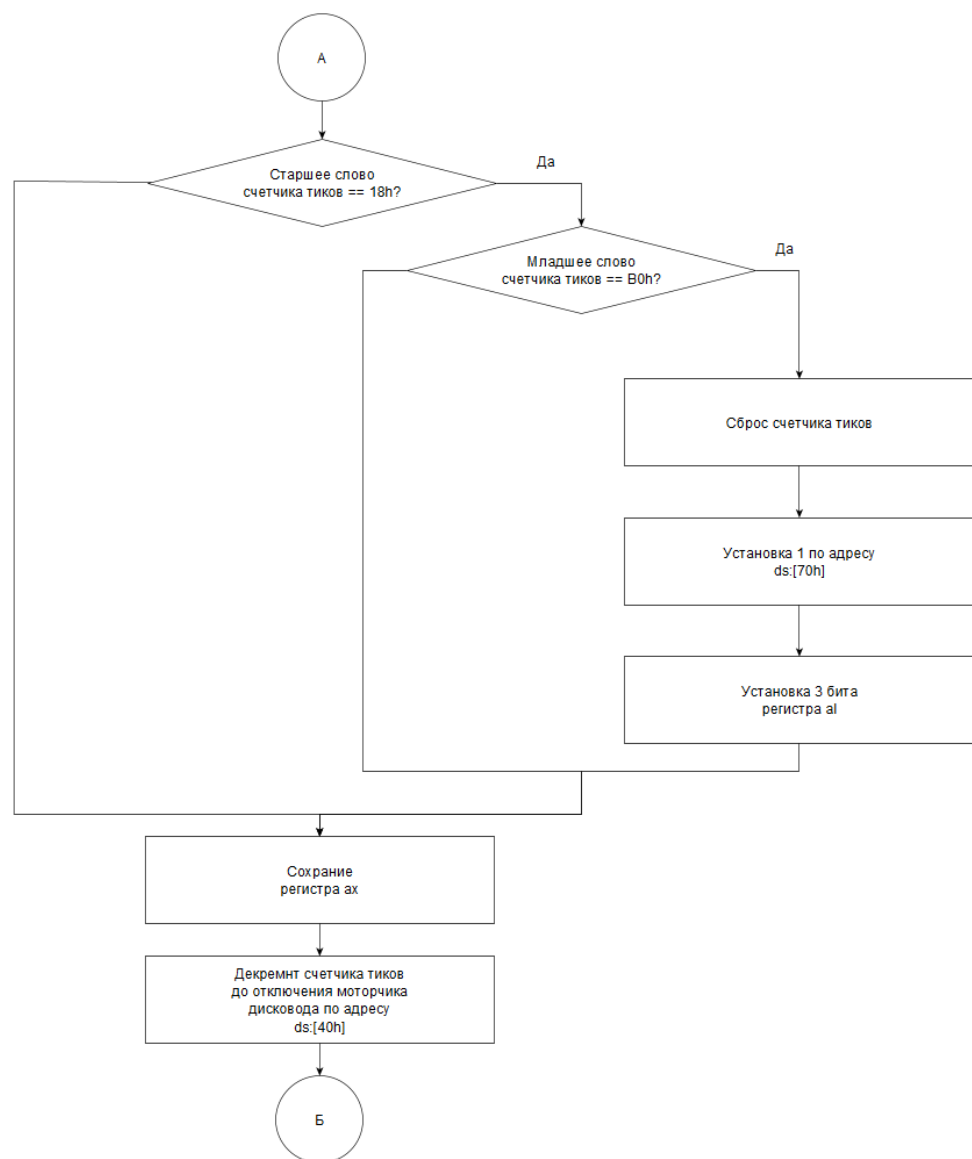 А
Да
Старшее слово
счетчика тиков == 18h?
Да
Младшее слово
счетчика тиков == B0h?
Сброс счетчика тиков
Установка 1 по адресу
ds:[70h]
Установка 3 бита
регистра al
Сохрание
регистра ax
Декремнт счетчика тиков
до отключения моторчика
дисковода по адресу
ds:[40h]
Б